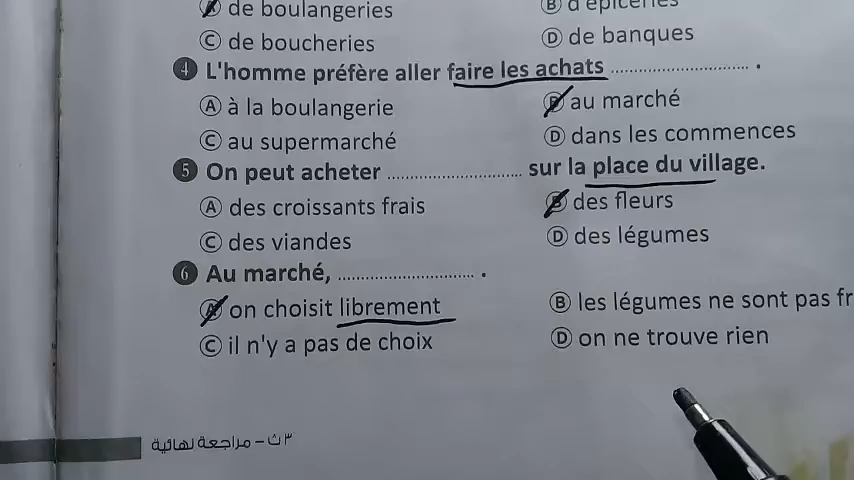 Ⓐ de boulangeries Ⓑ d'épiceries
Ⓒ de boucheries Ⓓ de banques
4 L'homme préfère aller faire les achats .............................. .
Ⓐ à la boulangerie Ⓑ au marché
Ⓒ au supermarché Ⓓ dans les commences
5 On peut acheter .............................. sur la place du village.
Ⓐ des croissants frais Ⓑ des fleurs
Ⓒ des viandes Ⓓ des légumes
6 Au marché, .............................. .
Ⓐ on choisit librement Ⓑ les légumes ne sont pas fr
Ⓒ il n'y a pas de choix Ⓓ on ne trouve rien
٣ ث – مراجعة نهائية